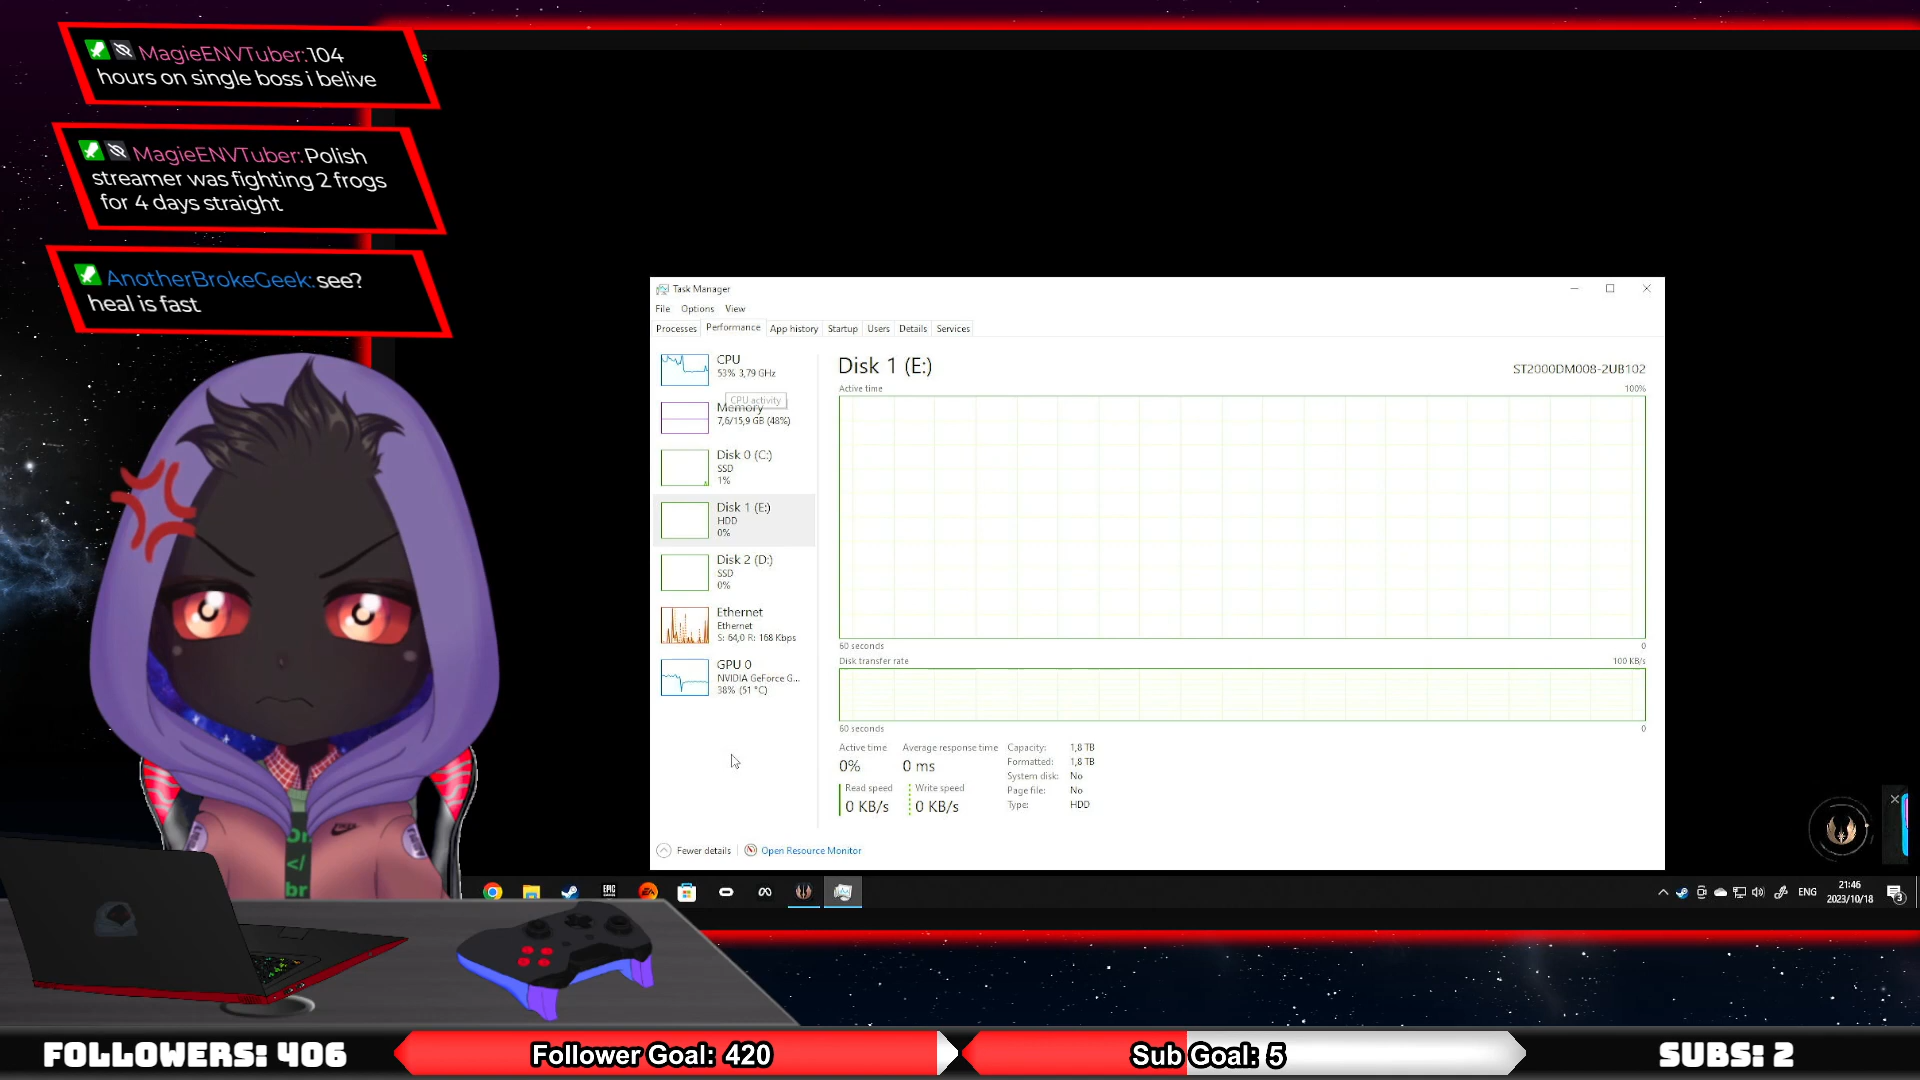 MagieENVTuber: 104
hours on single boss i belive
MagieENVTuber: Polish
streamer was fighting 2 frogs
for 4 days straight
AnotherBrokeGeek: see?
heal is fast
Task Manager
File Options View
Processes Performance App history Startup Users Details Services
CPU
53% 3,79 GHz
CPU activity
Memory
7,6/15,9 GB (48%)
Disk 0 (C:)
SSD
1%
Disk 1 (E:)
HDD
0%
Disk 2 (D:)
SSD
0%
Ethernet
Ethernet
S: 64,0 R: 168 Kbps
GPU 0
NVIDIA GeForce G...
38% (51 °C)
Disk 1 (E:)
ST2000DM008-2UB102
Active time 100%
60 seconds 0
Disk transfer rate 100 KB/s
60 seconds 0
Active time
0%
Average response time
0 ms
Read speed
0 KB/s
Write speed
0 KB/s
Capacity: 1,8 TB
Formatted: 1,8 TB
System disk: No
Page file: No
Type: HDD
Fewer details Open Resource Monitor
EPIC
EA
ENG
21:46
2023/10/18
3
</
br
FOLLOWERS: 406
Follower Goal: 420
Sub Goal: 5
SUBS: 2